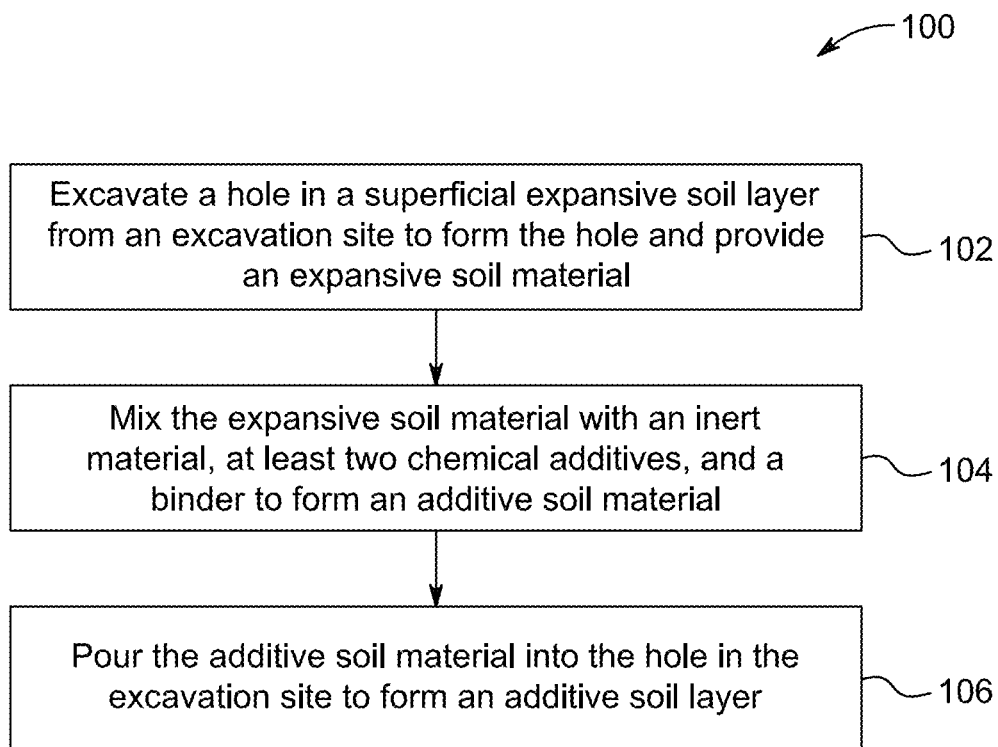 100
Excavate a hole in a superficial expansive soil layer
from an excavation site to form the hole and provide
an expansive soil material
102
Mix the expansive soil material with an inert
material, at least two chemical additives, and a
binder to form an additive soil material
104
Pour the additive soil material into the hole in the
excavation site to form an additive soil layer
106